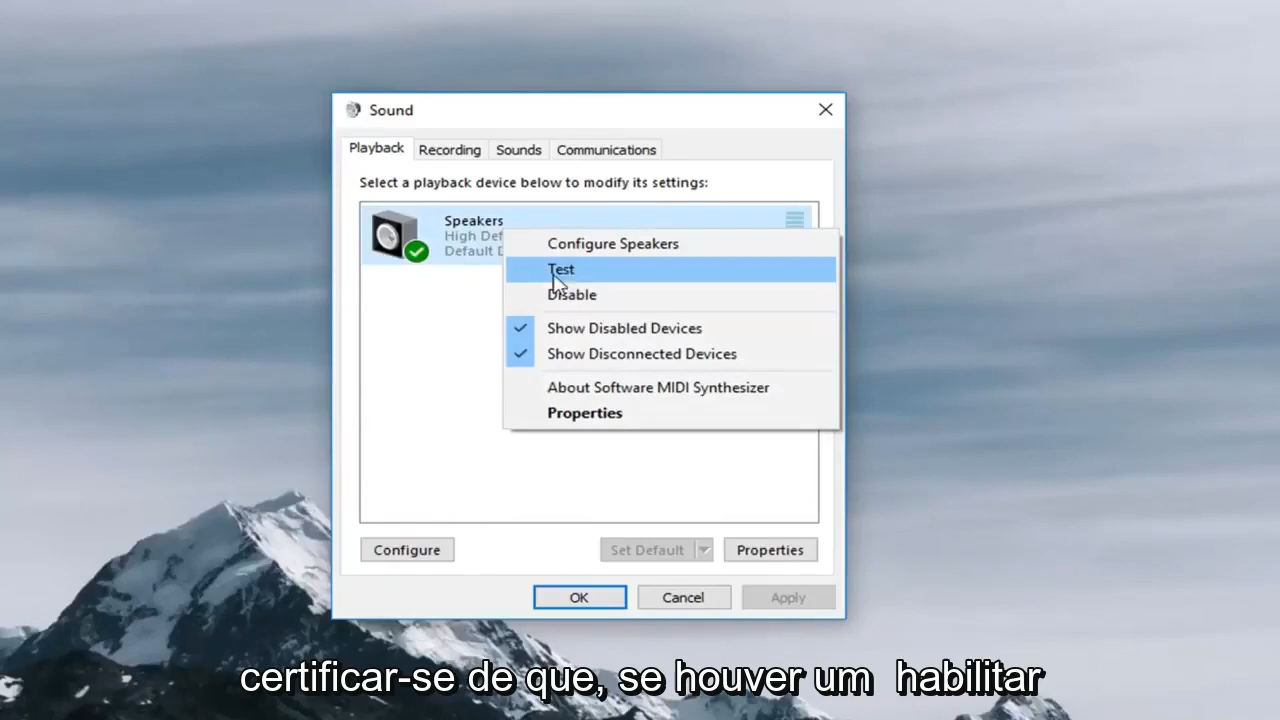 Sound
Playback
Recording
Sounds
Communications
Select a playback device below to modify its settings:
Speakers
High Def
Default D
Configure Speakers
Test
Disable
Show Disabled Devices
Show Disconnected Devices
About Software MIDI Synthesizer
Properties
Configure
Set Default
Properties
OK
Cancel
Apply
certificar-se de que, se houver um habilitar